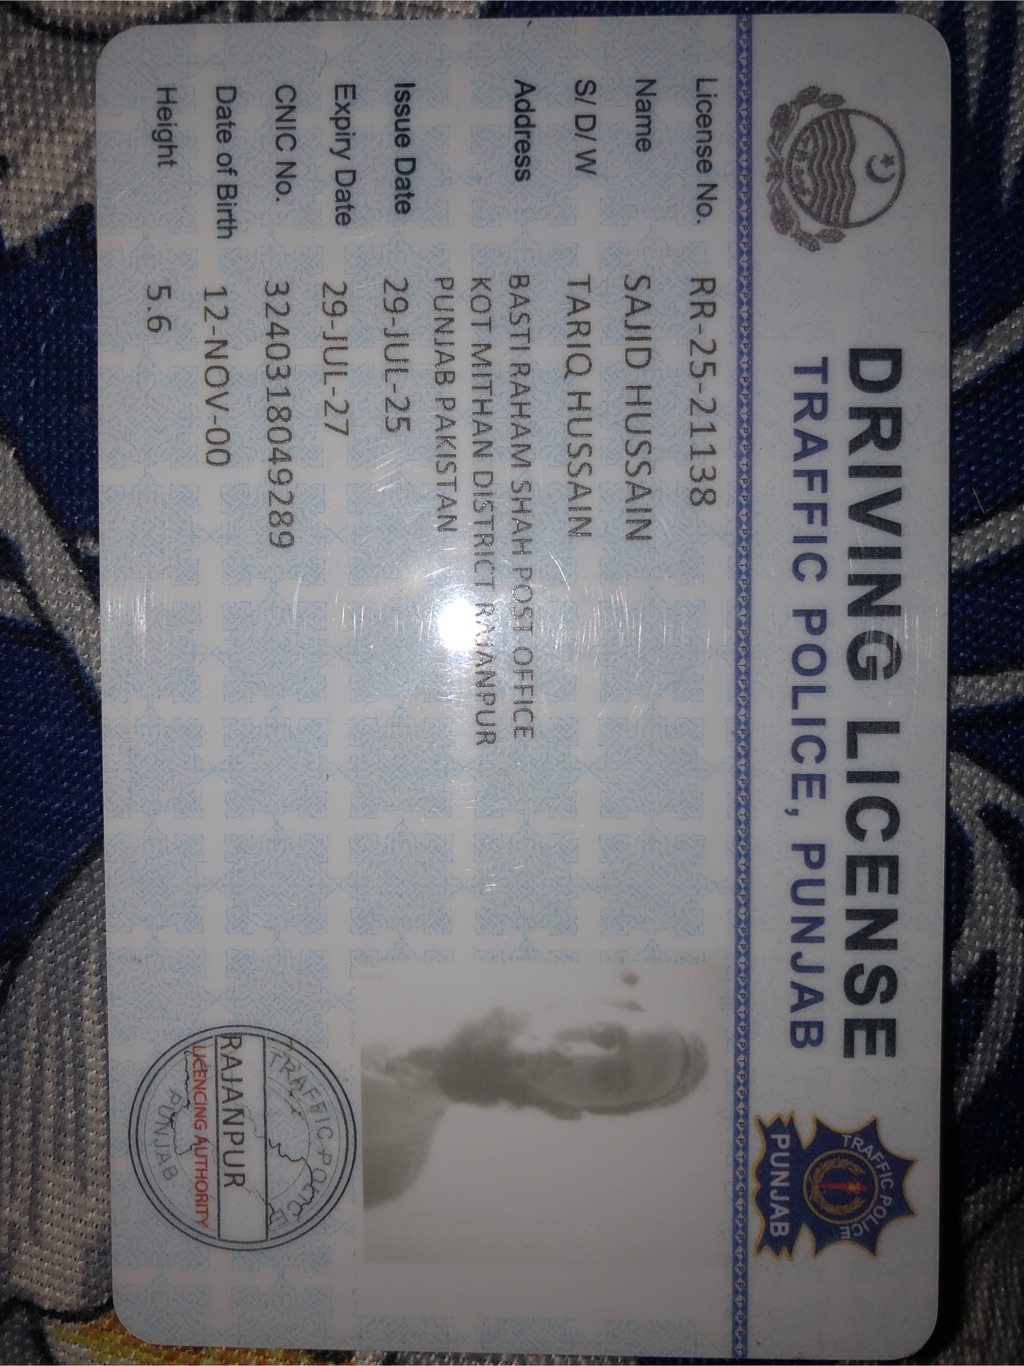 DRIVING LICENSE
TRAFFIC POLICE, PUNJAB
TRAFFIC POLICE
PUNJAB
License No. RR-25-21138
Name SAJID HUSSAIN
S/ D/ W TARIQ HUSSAIN
Address BASTI RAHAM SHAH POST OFFICE
KOT MITHAN DISTRICT RAJANPUR
PUNJAB PAKISTAN
Issue Date 29-JUL-25
Expiry Date 29-JUL-27
CNIC No. 3240318049289
Date of Birth 12-NOV-00
Height 5.6
TRAFFIC POLICE
RAJANPUR
LICENCING AUTHORITY
PUNJAB